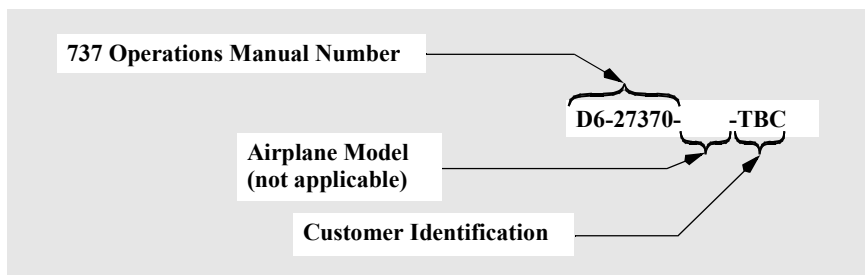 737 Operations Manual Number
D6-27370- -TBC
Airplane Model
(not applicable)
Customer Identification